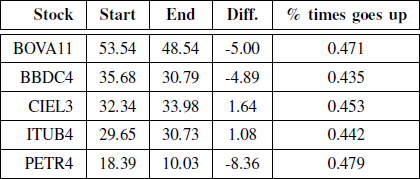 Stock Start End Diff. % times goes up
BOVA11 53.54 48.54 -5.00 0.471
BBDC4 35.68 30.79 -4.89 0.435
CIEL3 32.34 33.98 1.64 0.453
ITUB4 29.65 30.73 1.08 0.442
PETR4 18.39 10.03 -8.36 0.479